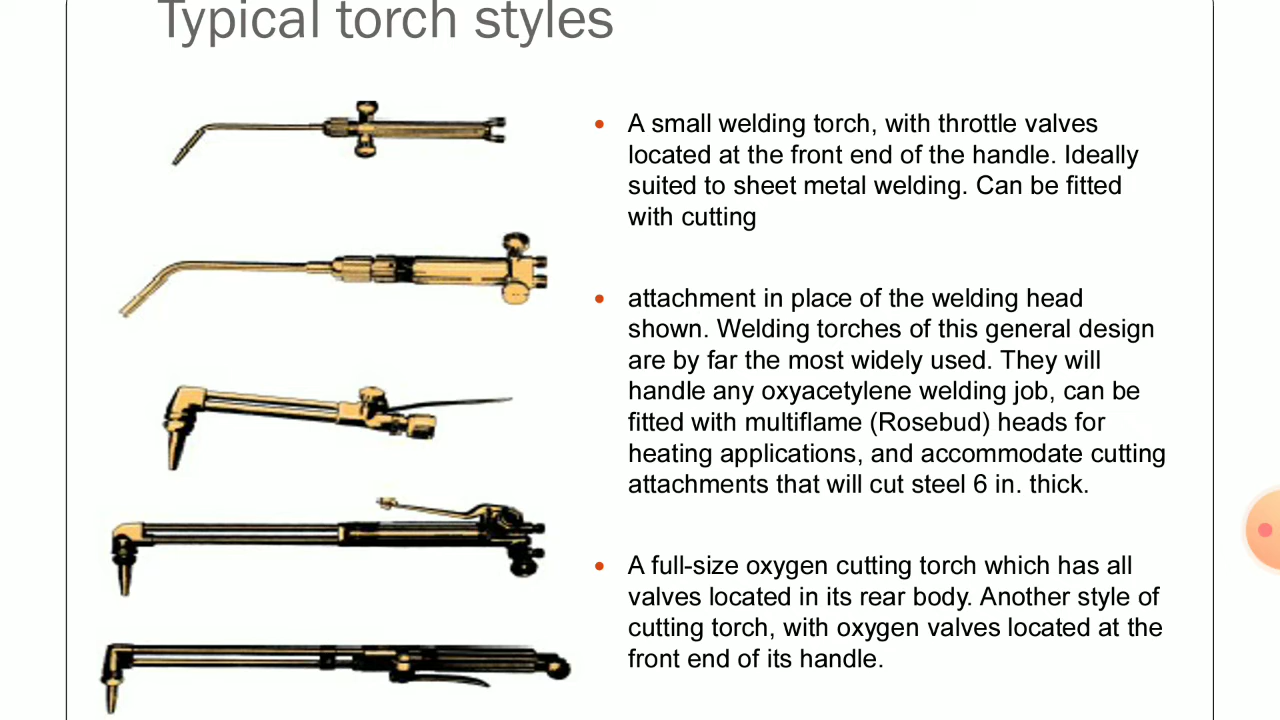 Typical torch styles
• A small welding torch, with throttle valves
located at the front end of the handle. Ideally
suited to sheet metal welding. Can be fitted
with cutting
• attachment in place of the welding head
shown. Welding torches of this general design
are by far the most widely used. They will
handle any oxyacetylene welding job, can be
fitted with multiflame (Rosebud) heads for
heating applications, and accommodate cutting
attachments that will cut steel 6 in. thick.
• A full-size oxygen cutting torch which has all
valves located in its rear body. Another style of
cutting torch, with oxygen valves located at the
front end of its handle.